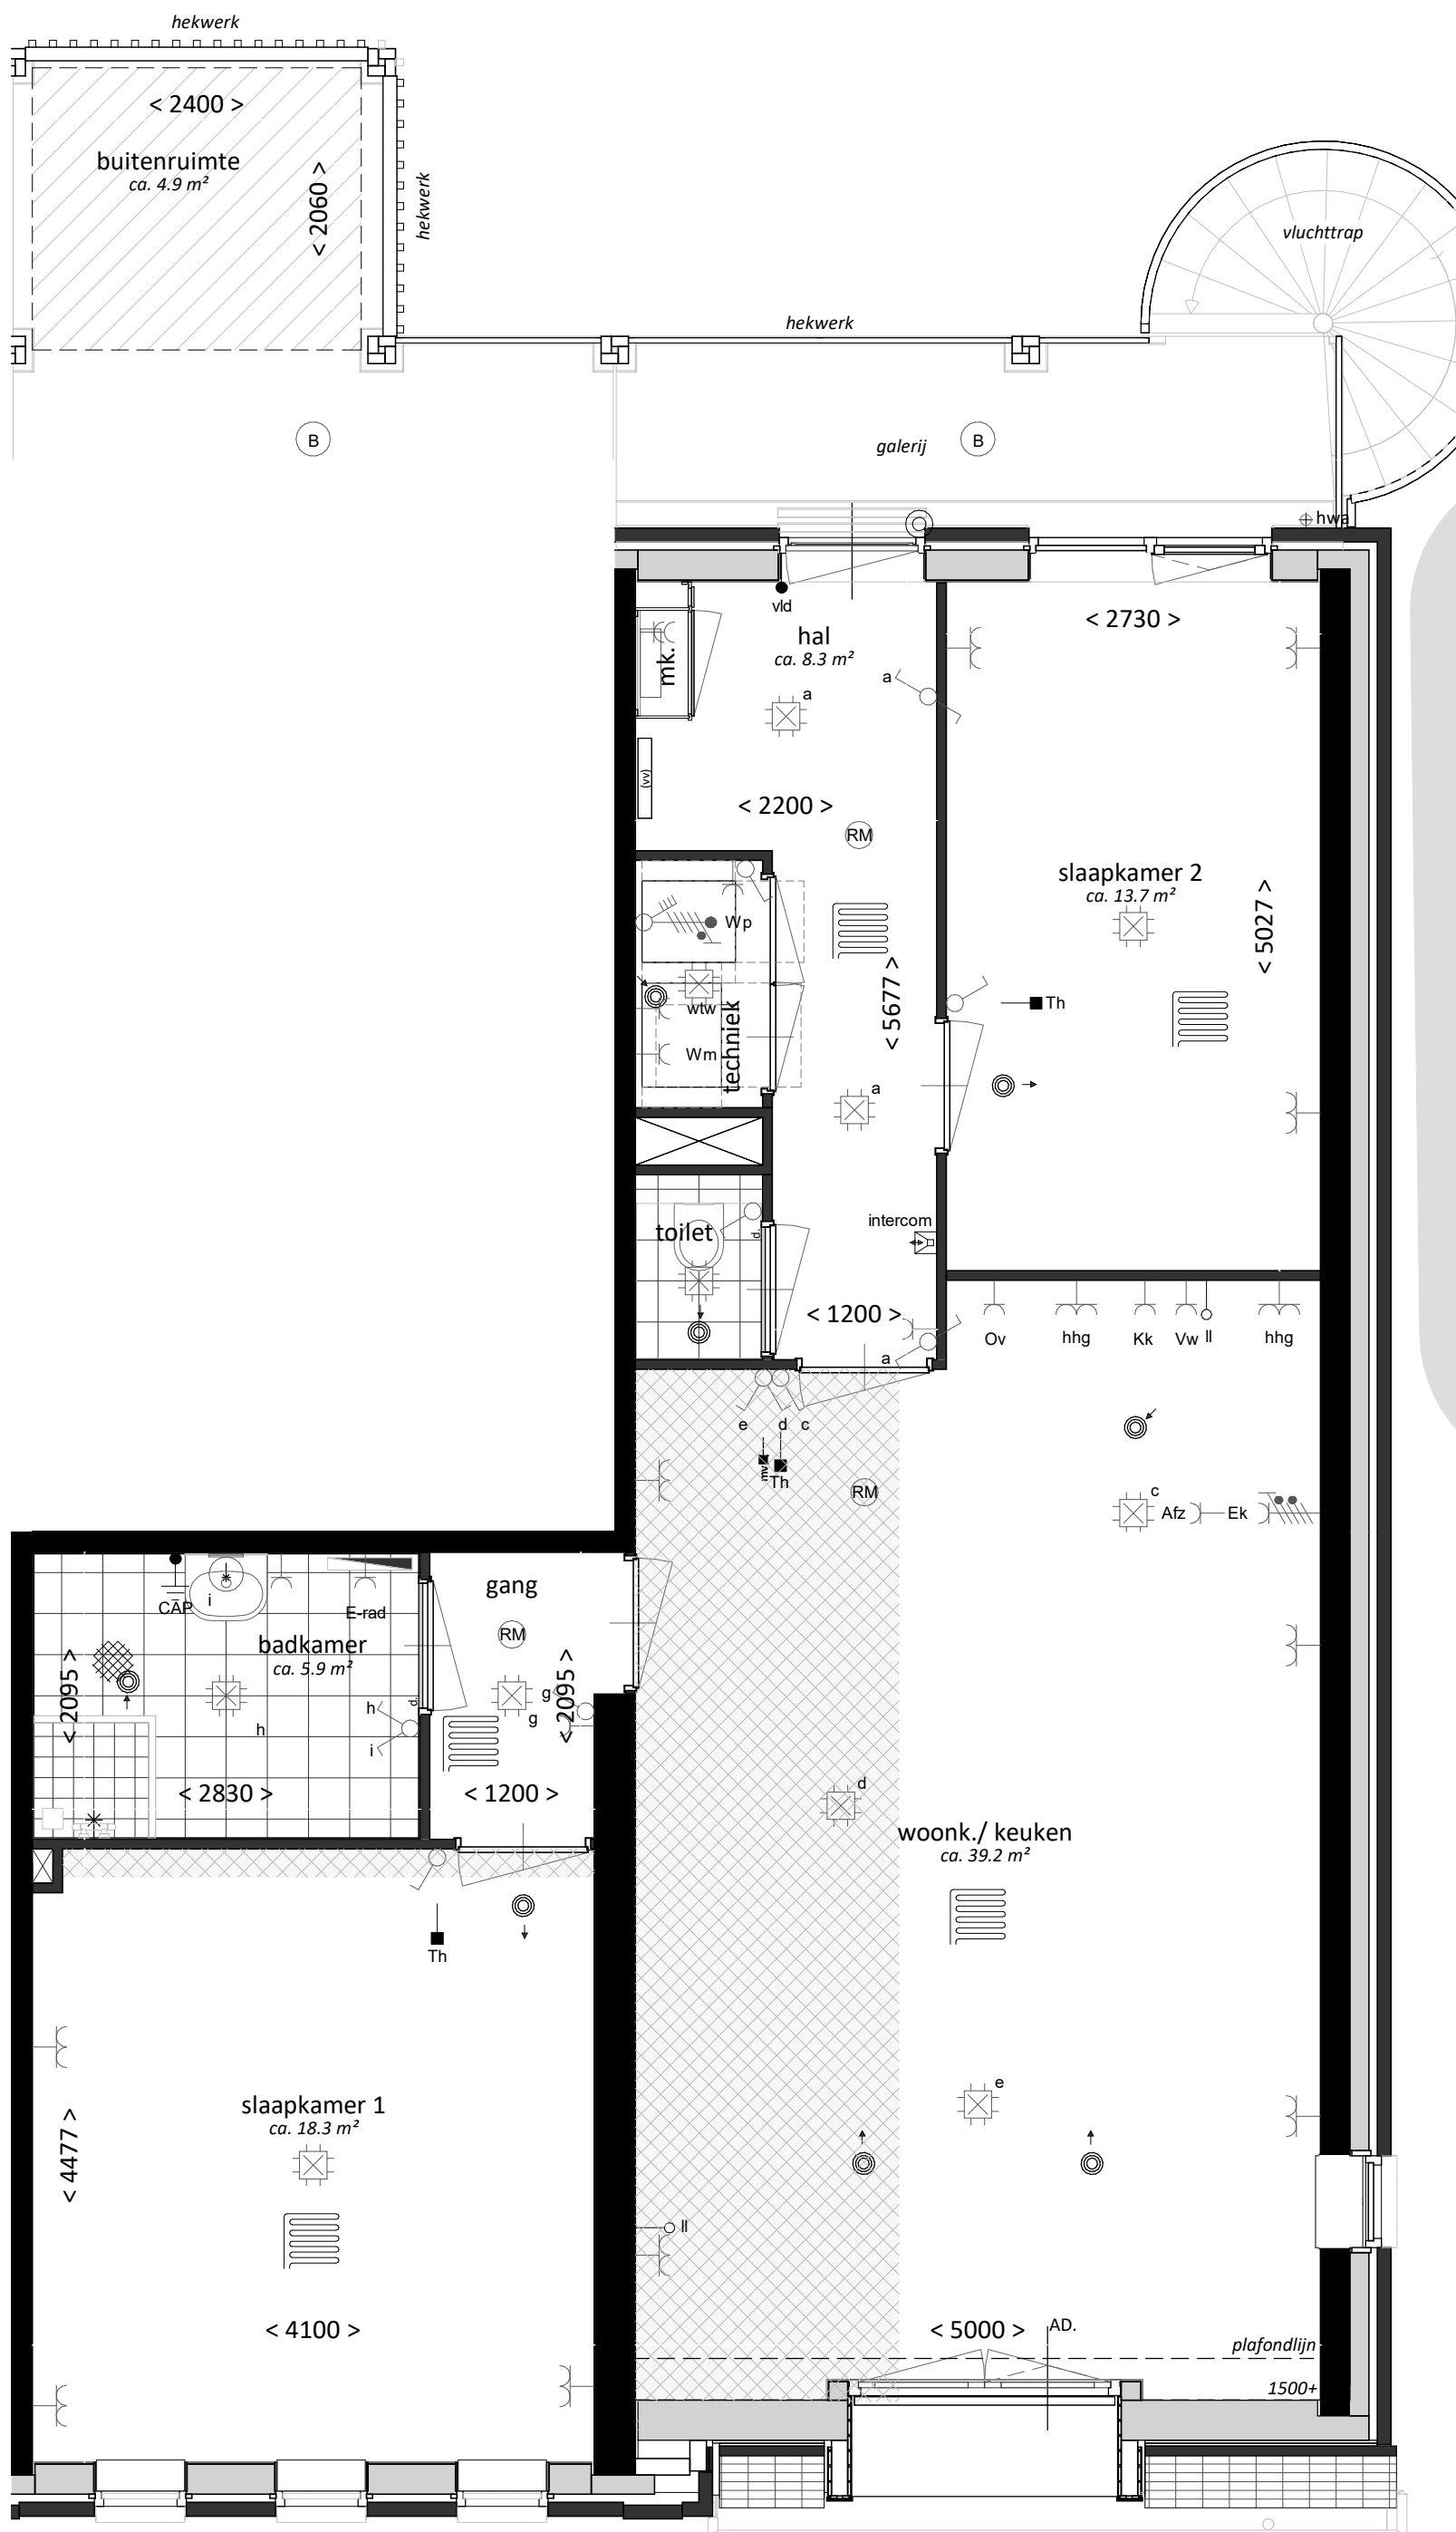 hekwerk
< 2400 >
buitenruimte
ca. 4.9 m²
< 2060 >
hekwerk
vluchttrap
hekwerk
B
galerij
B
hwa
vld
hal
ca. 8.3 m²
mk.
a
a
< 2730 >
(vv)
< 2200 >
RM
slaapkamer 2
ca. 13.7 m²
< 5027 >
Wp
wtw
techniek
Wm
< 5677 >
Th
a
toilet
d.
intercom
< 1200 >
a
Ov
hhg
Kk
Vw
ll
hhg
e
d
c
mv
Th
RM
c
Afz
Ek
gang
CAP
i
E-rad
RM
badkamer
ca. 5.9 m²
< 2095 >
< 2095 >
h
h
i
d.
g
g
< 2830 >
< 1200 >
d
woonk./ keuken
ca. 39.2 m²
Th
slaapkamer 1
ca. 18.3 m²
< 4477 >
e
ll
< 4100 >
< 5000 >
AD.
plafondlijn
1500+